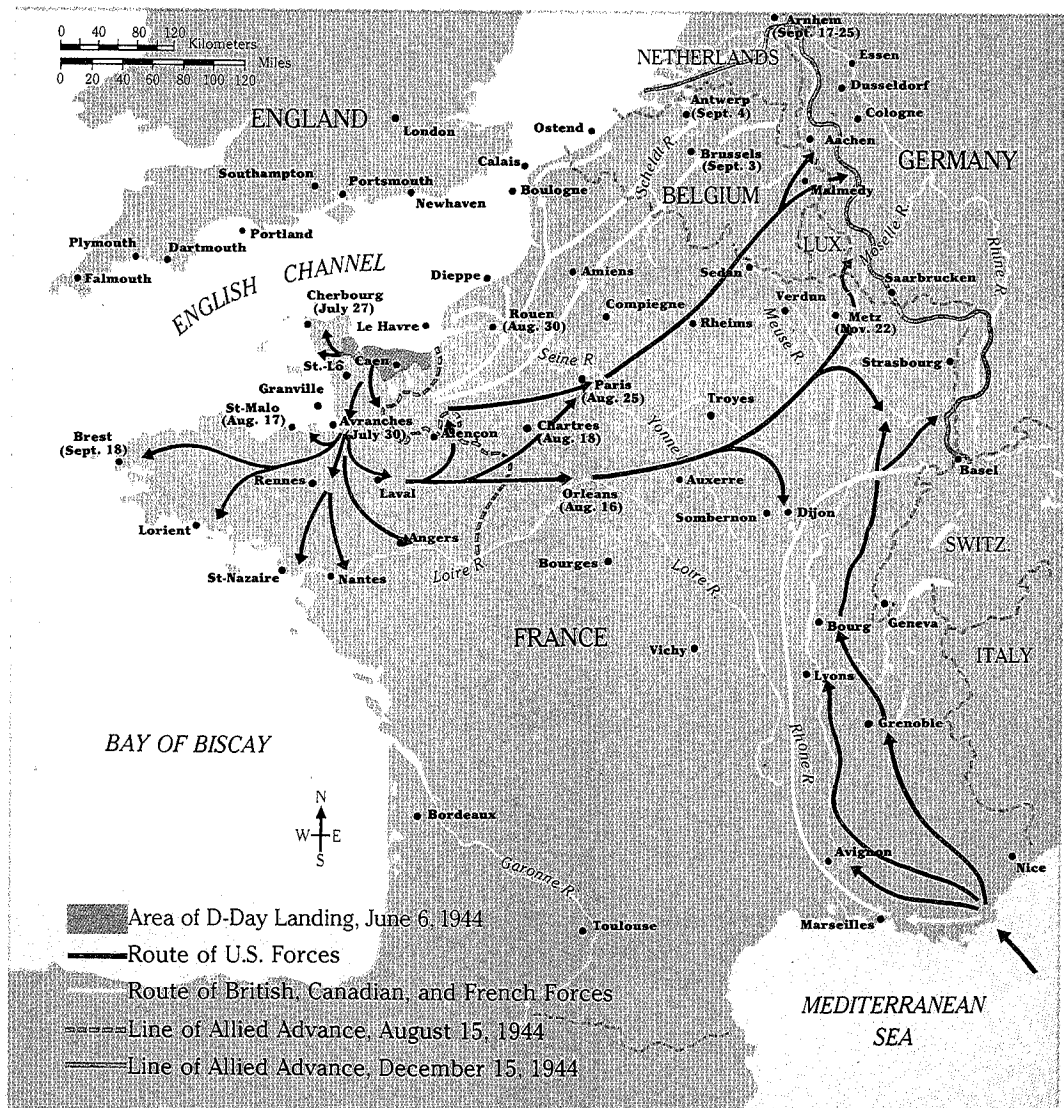 0 40 80 120
Kilometers
Miles
0 20 40 60 80 100 120
Arnhem
(Sept. 17-25)
NETHERLANDS
Essen
Dusseldorf
Cologne
Antwerp
(Sept. 4)
ENGLAND
London
Ostend
Aachen
Calais
Brussels
(Sept. 3)
Scheldt R.
GERMANY
Southampton
Portsmouth
Newhaven
Boulogne
BELGIUM
Malmedy
Portland
Plymouth
Dartmouth
Falmouth
LUX.
Moselle R.
Rhine R.
ENGLISH CHANNEL
Dieppe
Amiens
Sedan
Saarbrucken
Cherbourg
(July 27)
Le Havre
Rouen
(Aug. 30)
Compiegne
Rheims
Verdun
Meuse R.
Metz
(Nov. 22)
Seine R.
St.-Lô
Caen
Strasbourg
Granville
Paris
(Aug. 25)
St-Malo
(Aug. 17)
Avranches
(July 30)
Alençon
Chartres
(Aug. 18)
Yonne
Troyes
Brest
(Sept. 18)
Rennes
Laval
Orleans
(Aug. 16)
Auxerre
Basel
Lorient
Sombernon
Dijon
Angers
SWITZ.
St-Nazaire
Nantes
Loire R.
Bourges
Loire R.
FRANCE
Bourg
Geneva
Vichy
ITALY
Lyons
BAY OF BISCAY
Grenoble
Rhone R.
N
W E
S
Bordeaux
Garonne R.
Avignon
Nice
Toulouse
Marseilles
Area of D-Day Landing, June 6, 1944
Route of U.S. Forces
Route of British, Canadian, and French Forces
Line of Allied Advance, August 15, 1944
Line of Allied Advance, December 15, 1944
MEDITERRANEAN
SEA